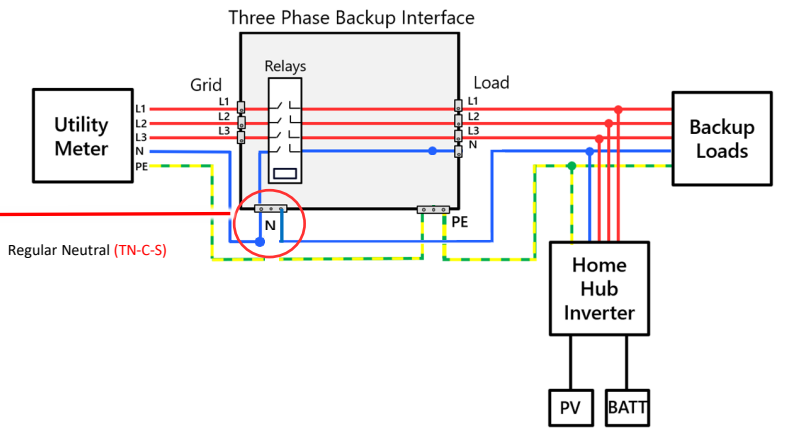 Three Phase Backup Interface
Relays
Grid
Load
L1
L2
L3
L1
L2
L3
N
PE
L1
L2
L3
N
Utility
Meter
Backup
Loads
N
PE
Regular Neutral (TN-C-S)
Home
Hub
Inverter
PV
BATT